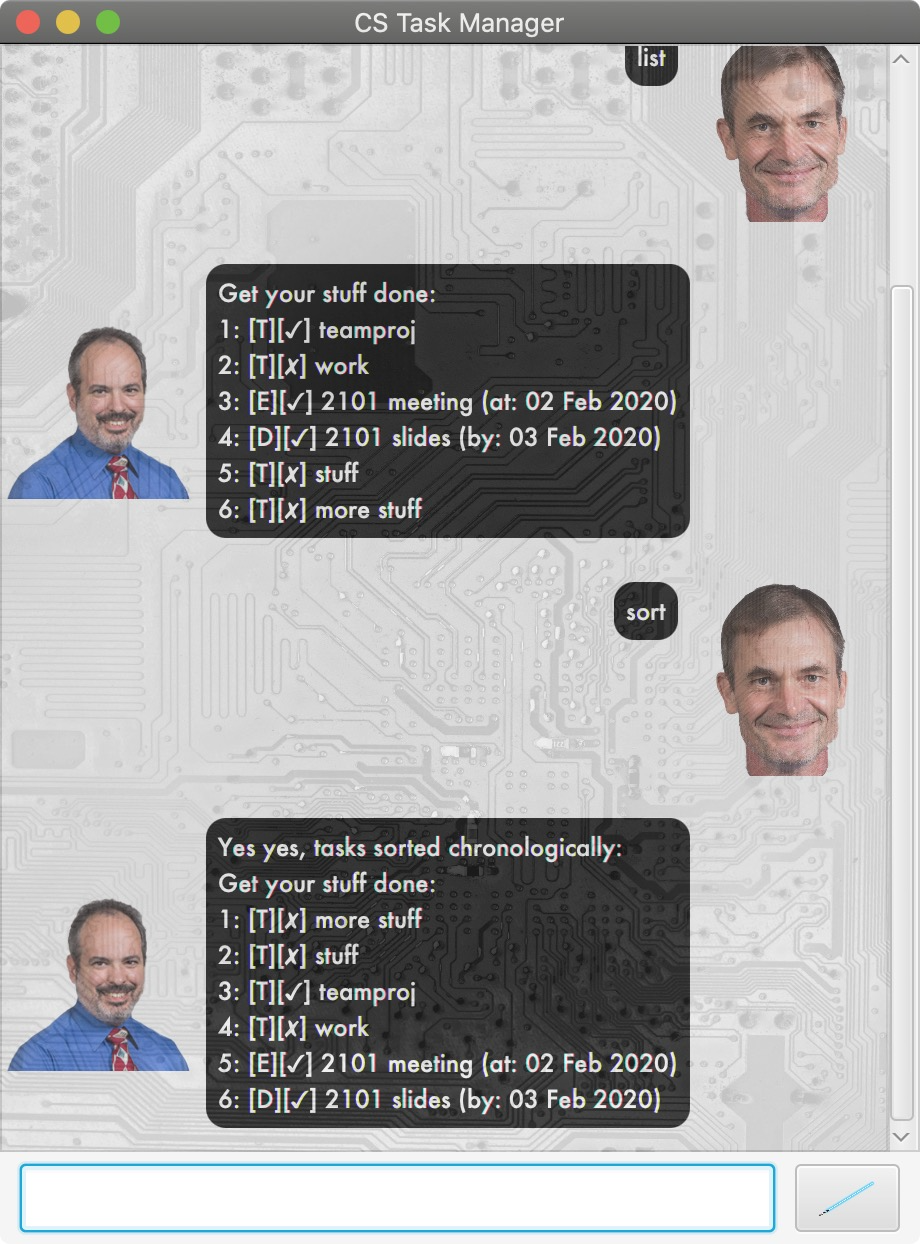 CS Task Manager
list
Get your stuff done:
1: [T][✓] teamproj
2: [T][✗] work
3: [E][✓] 2101 meeting (at: 02 Feb 2020)
4: [D][✓] 2101 slides (by: 03 Feb 2020)
5: [T][✗] stuff
6: [T][✗] more stuff
sort
Yes yes, tasks sorted chronologically:
Get your stuff done:
1: [T][✗] more stuff
2: [T][✗] stuff
3: [T][✓] teamproj
4: [T][✗] work
5: [E][✓] 2101 meeting (at: 02 Feb 2020)
6: [D][✓] 2101 slides (by: 03 Feb 2020)